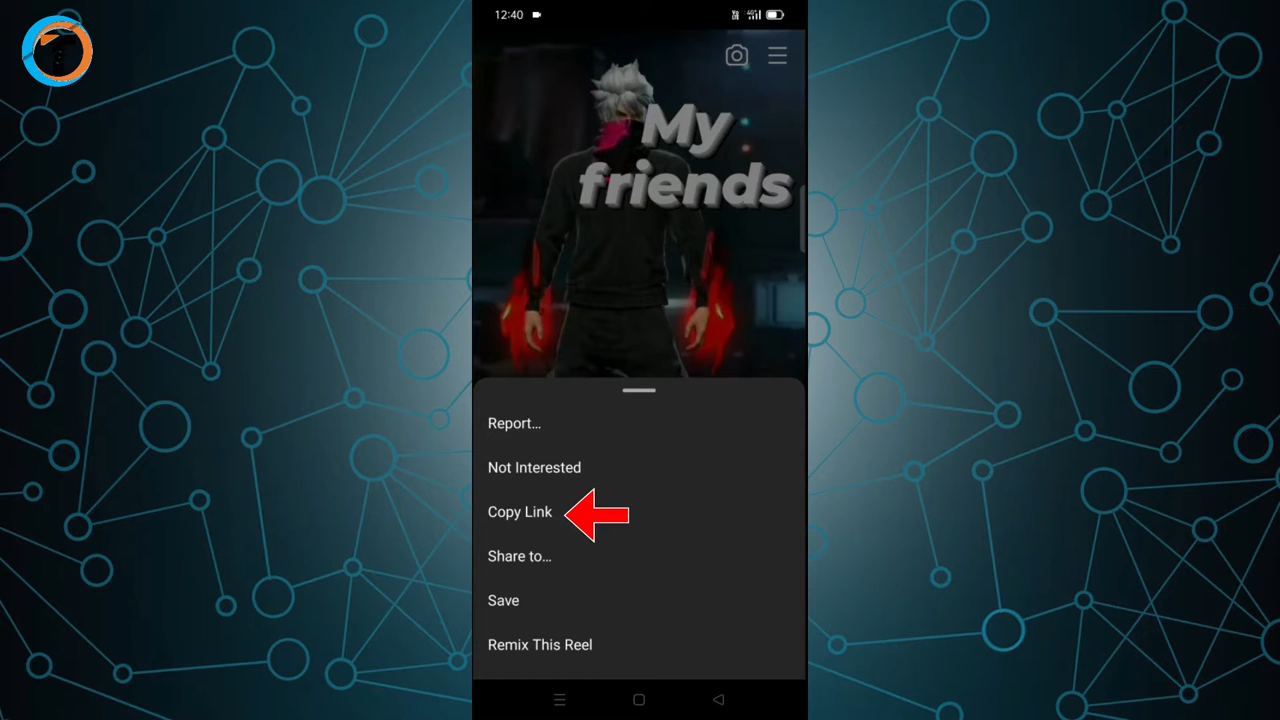 12:40
My
friends
Report...
Not Interested
Copy Link
Share to...
Save
Remix This Reel